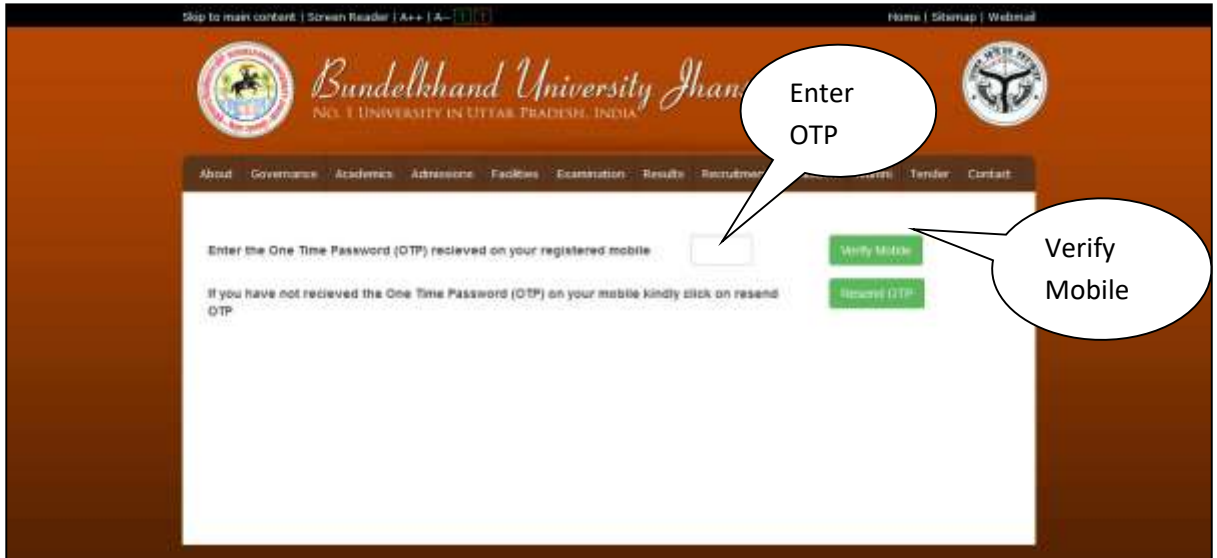 Skip to main content | Screen Reader | A++ | A-- T T
Home | Sitemap | Webmail
Bundelkhand University Jhan
No. 1 University in Uttar Pradesh, India
Enter
OTP
About Governance Academics Admissions Facilities Examination Results Recruitmen Alumni Tender Contact
Enter the One Time Password (OTP) recieved on your registered mobile
Verify Mobile
Verify
Mobile
If you have not recieved the One Time Password (OTP) on your mobile kindly click on resend
OTP
Resend OTP